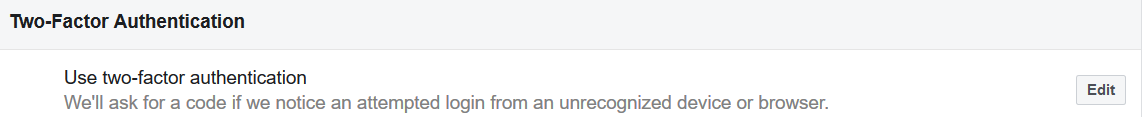 Two-Factor Authentication
Use two-factor authentication
We'll ask for a code if we notice an attempted login from an unrecognized device or browser.
Edit